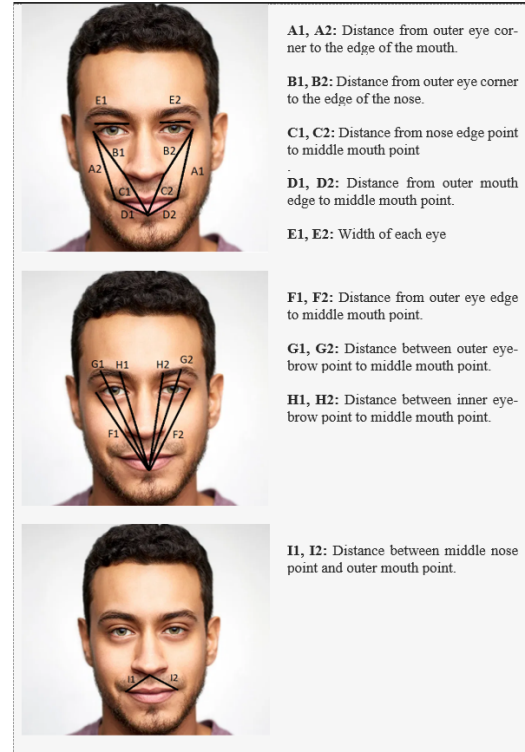 E1 E2
B1 B2
A2 A1
C1 C2
D1 D2
A1, A2: Distance from outer eye cor-
ner to the edge of the mouth.
B1, B2: Distance from outer eye corner
to the edge of the nose.
C1, C2: Distance from nose edge point
to middle mouth point
.
D1, D2: Distance from outer mouth
edge to middle mouth point.
E1, E2: Width of each eye
G1 H1 H2 G2
F1 F2
F1, F2: Distance from outer eye edge
to middle mouth point.
G1, G2: Distance between outer eye-
brow point to middle mouth point.
H1, H2: Distance between inner eye-
brow point to middle mouth point.
I1 I2
I1, I2: Distance between middle nose
point and outer mouth point.